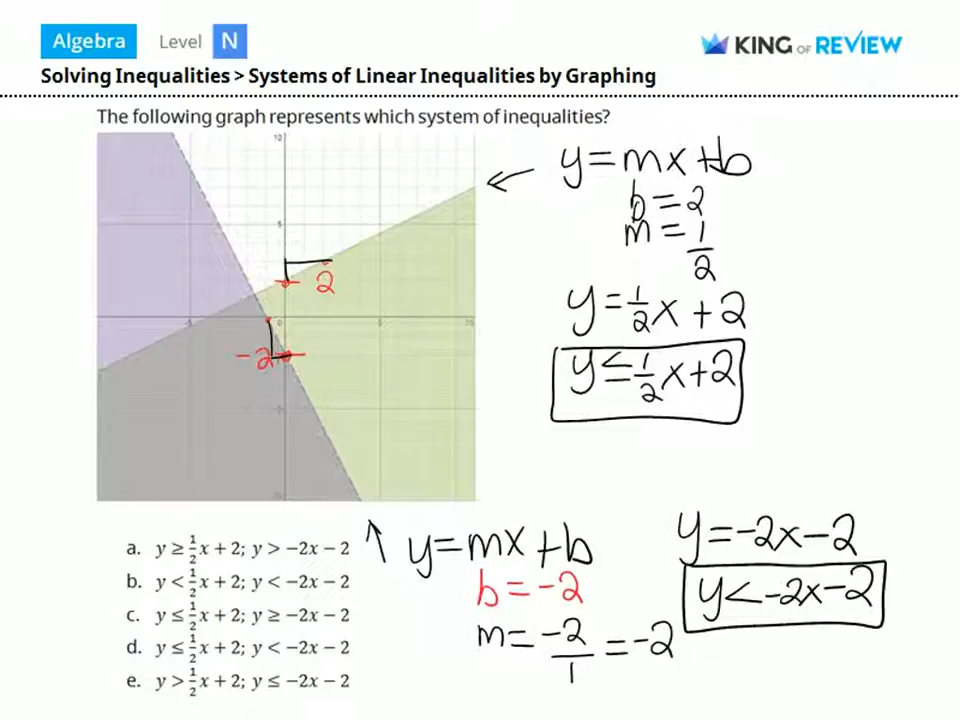 Algebra Level N KING OF REVIEW
Solving Inequalities > Systems of Linear Inequalities by Graphing
The following graph represents which system of inequalities?
10
5
2
-5 0 5 10
-2
-5
y=mx+b
b=2
m=1/2
y=1/2x+2
y≤1/2x+2
a. y ≥ 1/2x + 2; y > −2x − 2
b. y < 1/2x + 2; y < −2x − 2
c. y ≤ 1/2x + 2; y ≥ −2x − 2
d. y ≤ 1/2x + 2; y < −2x − 2
e. y > 1/2x + 2; y ≤ −2x − 2
y=mx+b
b=-2
m=-2/1=-2
y=-2x-2
y<-2x-2